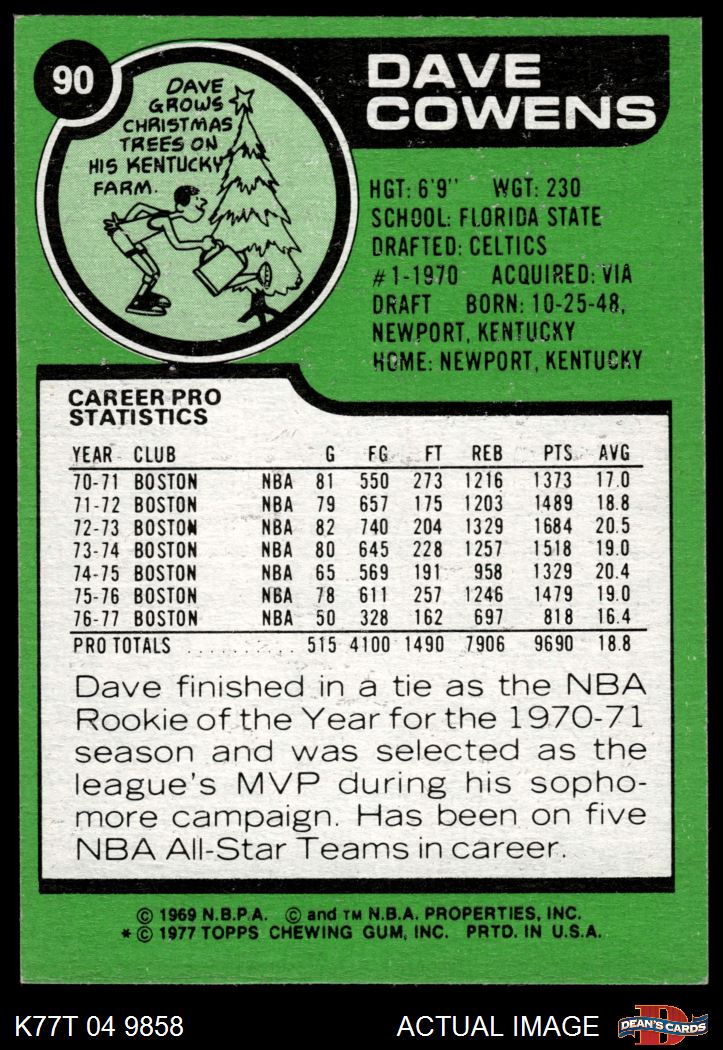 90
DAVE
GROWS
CHRISTMAS
TREES ON
HIS KENTUCKY
FARM.
DAVE
COWENS
HGT: 6'9" WGT: 230
SCHOOL: FLORIDA STATE
DRAFTED: CELTICS
#1-1970 ACQUIRED: VIA
DRAFT BORN: 10-25-48,
NEWPORT, KENTUCKY
HOME: NEWPORT, KENTUCKY
CAREER PRO
STATISTICS
YEAR CLUB G FG FT REB PTS AVG
70-71 BOSTON NBA 81 550 273 1216 1373 17.0
71-72 BOSTON NBA 79 657 175 1203 1489 18.8
72-73 BOSTON NBA 82 740 204 1329 1684 20.5
73-74 BOSTON NBA 80 645 228 1257 1518 19.0
74-75 BOSTON NBA 65 569 191 958 1329 20.4
75-76 BOSTON NBA 78 611 257 1246 1479 19.0
76-77 BOSTON NBA 50 328 162 697 818 16.4
PRO TOTALS .......... 515 4100 1490 7906 9690 18.8
Dave finished in a tie as the NBA
Rookie of the Year for the 1970-71
season and was selected as the
league's MVP during his sopho-
more campaign. Has been on five
NBA All-Star Teams in career.
© 1969 N.B.P.A. © and TM N.B.A. PROPERTIES, INC.
* © 1977 TOPPS CHEWING GUM, INC. PRTD. IN U.S.A.
K77T 04 9858 ACTUAL IMAGE
D
DEAN'S CARDS